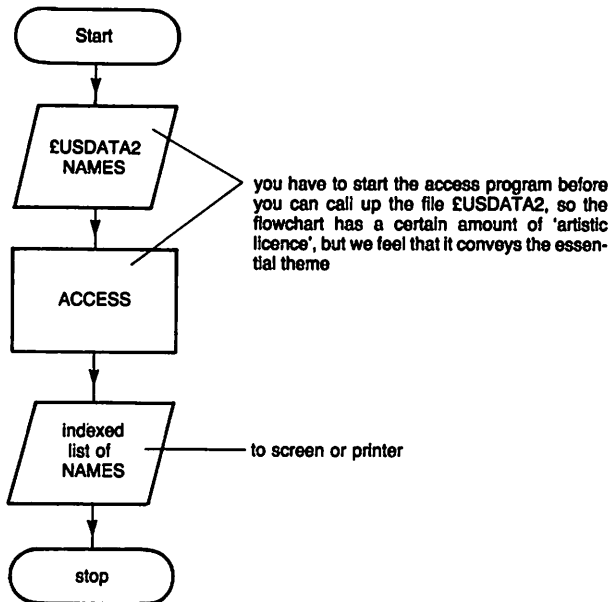 Start
£USDATA2
NAMES
you have to start the access program before
you can call up the file £USDATA2, so the
flowchart has a certain amount of 'artistic
licence', but we feel that it conveys the essen-
tial theme
ACCESS
indexed
list of
NAMES
to screen or printer
stop